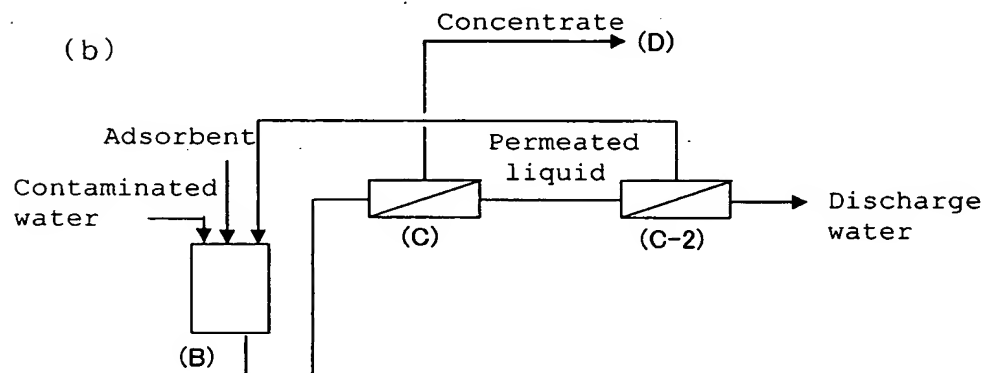 (b)
Concentrate
(D)
Adsorbent
Contaminated
water
Permeated
liquid
Discharge
water
(C)
(C-2)
(B)